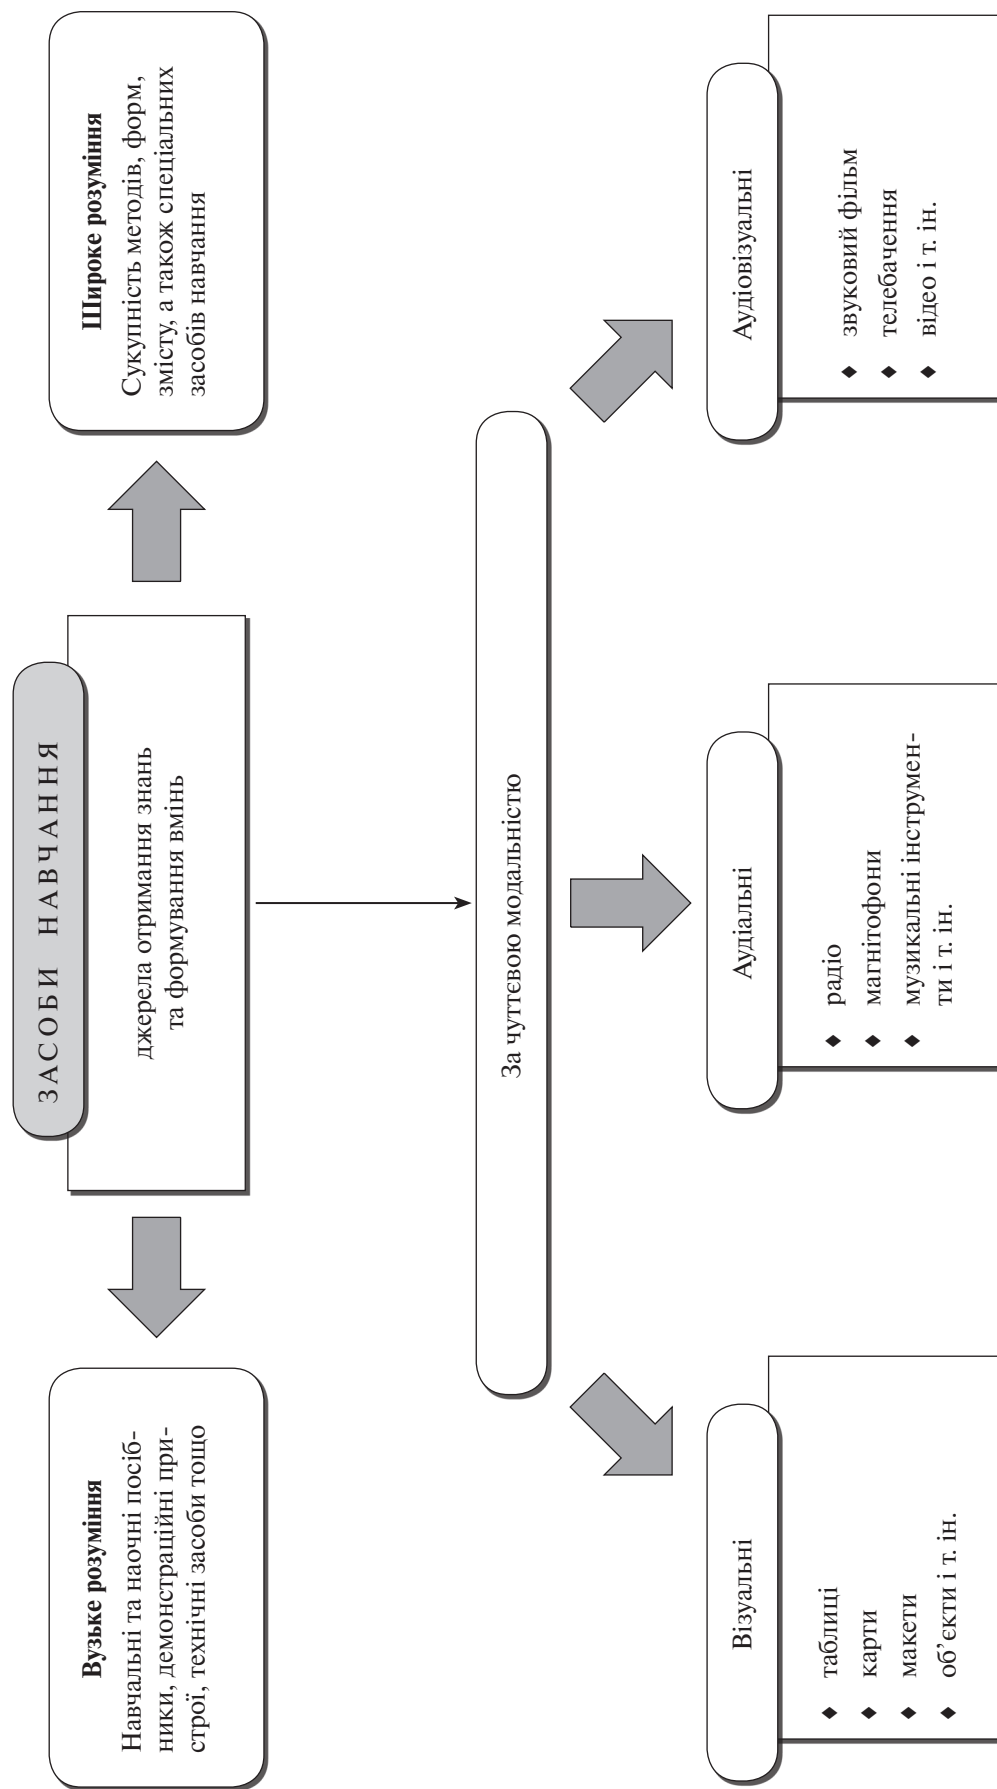 ЗАСОБИ НАВЧАННЯ
джерела отримання знань
та формування вмінь
Вузьке розуміння
Навчальні та наочні посіб-
ники, демонстраційні при-
строї, технічні засоби тощо
Широке розуміння
Сукупність методів, форм,
змісту, а також спеціальних
засобів навчання
За чуттєвою модальністю
Візуальні
♦ таблиці
♦ карти
♦ макети
♦ об’єкти і т. ін.
Аудіальні
♦ радіо
♦ магнітофони
♦ музикальні інструмен-
ти і т. ін.
Аудіовізуальні
♦ звуковий фільм
♦ телебачення
♦ відео і т. ін.